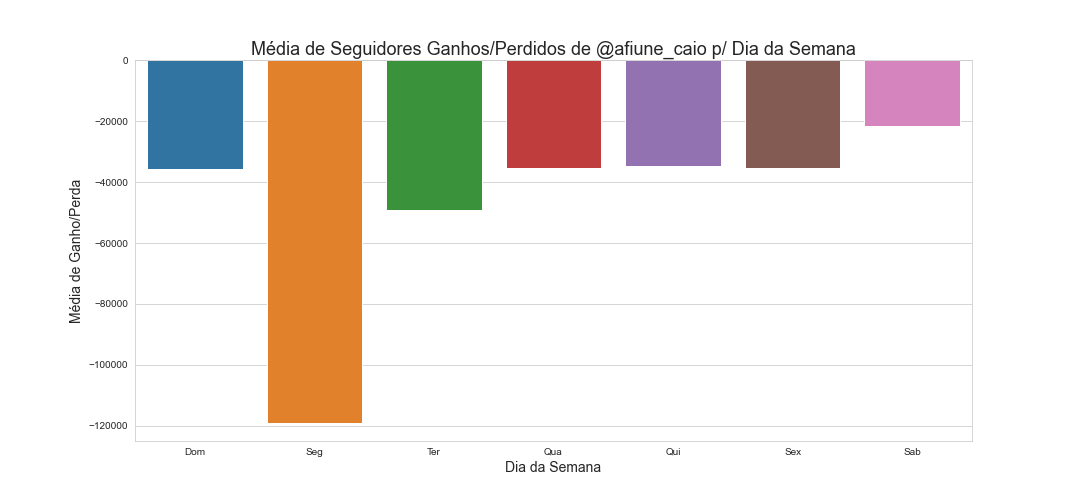 Média de Seguidores Ganhos/Perdidos de @afiune_caio p/ Dia da Semana
Média de Ganho/Perda
0
−20000
−40000
−60000
−80000
−100000
−120000
Dom Seg Ter Qua Qui Sex Sab
Dia da Semana